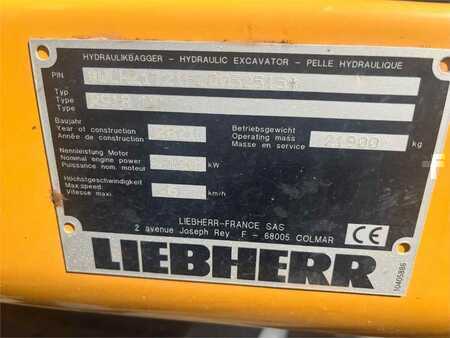 HYDRAULIKBAGGER - HYDRAULIC EXCAVATOR - PELLE HYDRAULIQUE
PIN
Typ
Type
Type
Baujahr
Year of construction
Année de construction
Betriebsgewicht
Operating mass 21900 kg
Masse en service
Nennleistung Motor
Nominal engine power kW
Puissance nom. moteur
Höchstgeschwindigkeit
Max.speed: km/h
Vitesse maxi.
LIEBHERR-FRANCE SAS
2 avenue Joseph Rey F - 68005 COLMAR
CE
LIEBHERR
10405886